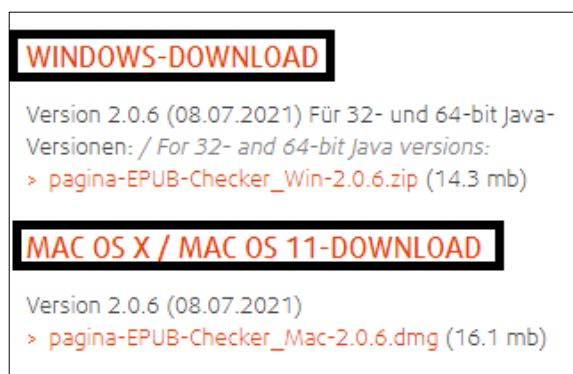 WINDOWS-DOWNLOAD
Version 2.0.6 (08.07.2021) Für 32- und 64-bit Java-
Versionen: / For 32- and 64-bit Java versions:
> pagina-EPUB-Checker_Win-2.0.6.zip (14.3 mb)
MAC OS X / MAC OS 11-DOWNLOAD
Version 2.0.6 (08.07.2021)
> pagina-EPUB-Checker_Mac-2.0.6.dmg (16.1 mb)